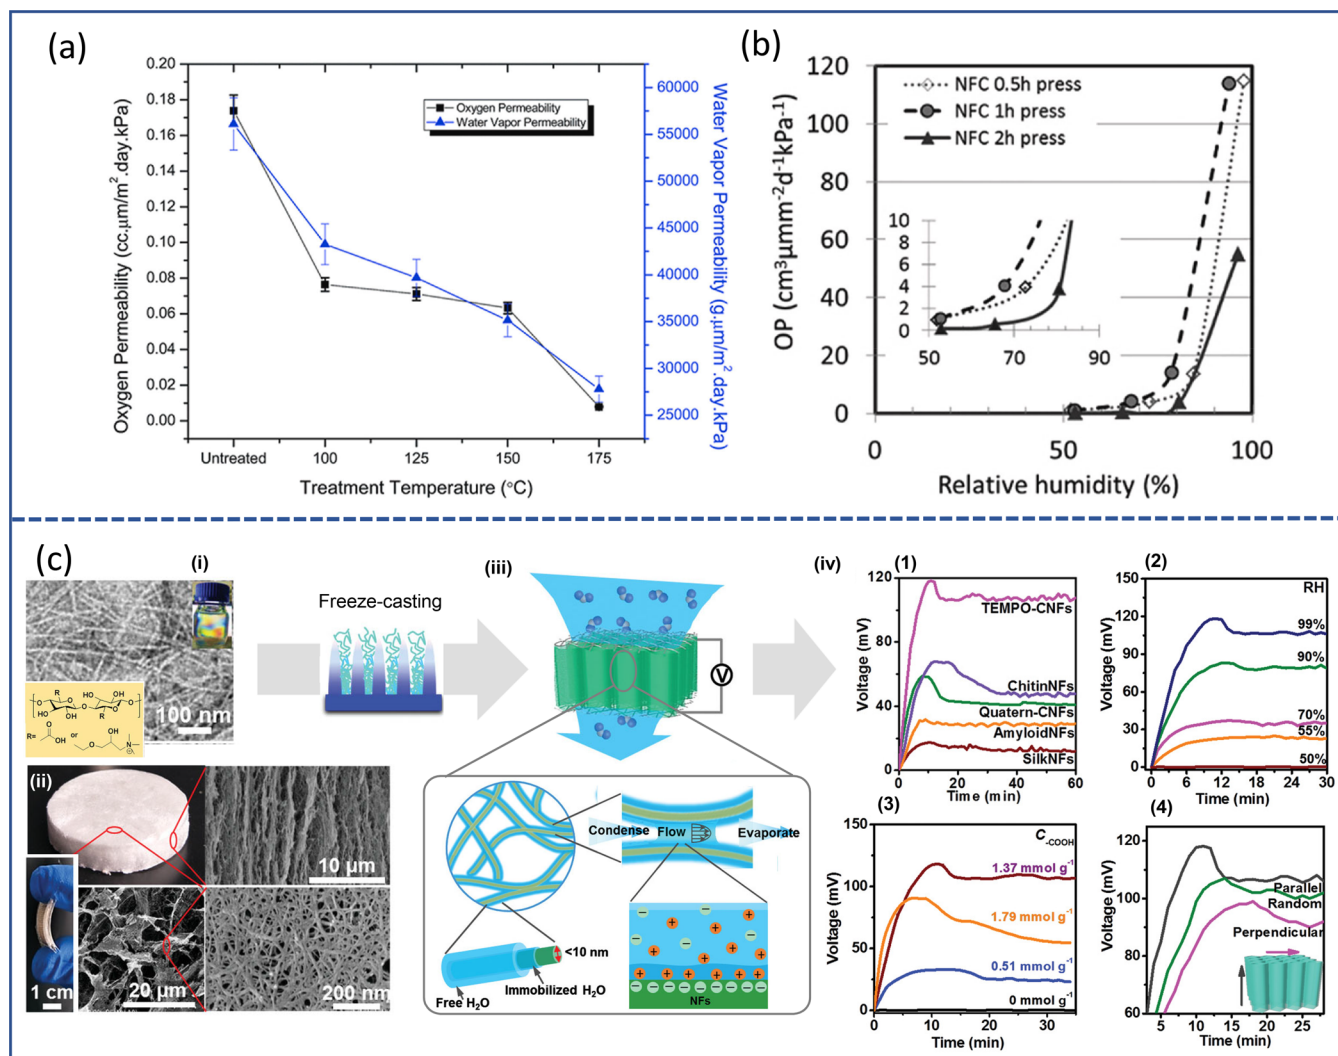 (a)
0.20
0.18
0.16
0.14
0.12
0.10
0.08
0.06
0.04
0.02
0.00
Oxygen Permeability (cc.μm/m².day.kPa)
Oxygen Permeability
Water Vapor Permeability
60000
55000
50000
45000
40000
35000
30000
25000
Water Vapor Permeability (g.μm/m².day.kPa)
Untreated 100 125 150 175
Treatment Temperature (°C)
(b)
120
100
80
60
40
20
0
OP (cm³μmm⁻²d⁻¹kPa⁻¹)
NFC 0.5h press
NFC 1h press
NFC 2h press
10
8
6
4
2
0
50 70 90
0 50 100
Relative humidity (%)
(c)
(i)
100 nm
R OH OH
O HO O HO O
OH R
R= OH or O OH N
(ii)
10 μm
1 cm
20 μm
200 nm
Freeze-casting
(iii)
V
Condense Flow Evaporate
<10 nm
Immobilized H₂O
Free H₂O
NFs
(iv)
(1)
120
80
40
0
Voltage (mV)
TEMPO-CNFs
ChitinNFs
Quatern-CNFs
AmyloidNFs
SilkNFs
0 20 40 60
Time (min)
(2)
150
120
90
60
30
0
Voltage (mV)
RH
99%
90%
70%
55%
50%
0 6 12 18 24 30
Time (min)
(3)
150
100
50
0
Voltage (mV)
C-COOH
1.37 mmol g⁻¹
1.79 mmol g⁻¹
0.51 mmol g⁻¹
0 mmol g⁻¹
0 10 20 30
Time (min)
(4)
120
100
80
60
Voltage (mV)
Parallel
Random
Perpendicular
5 10 15 20 25
Time (min)